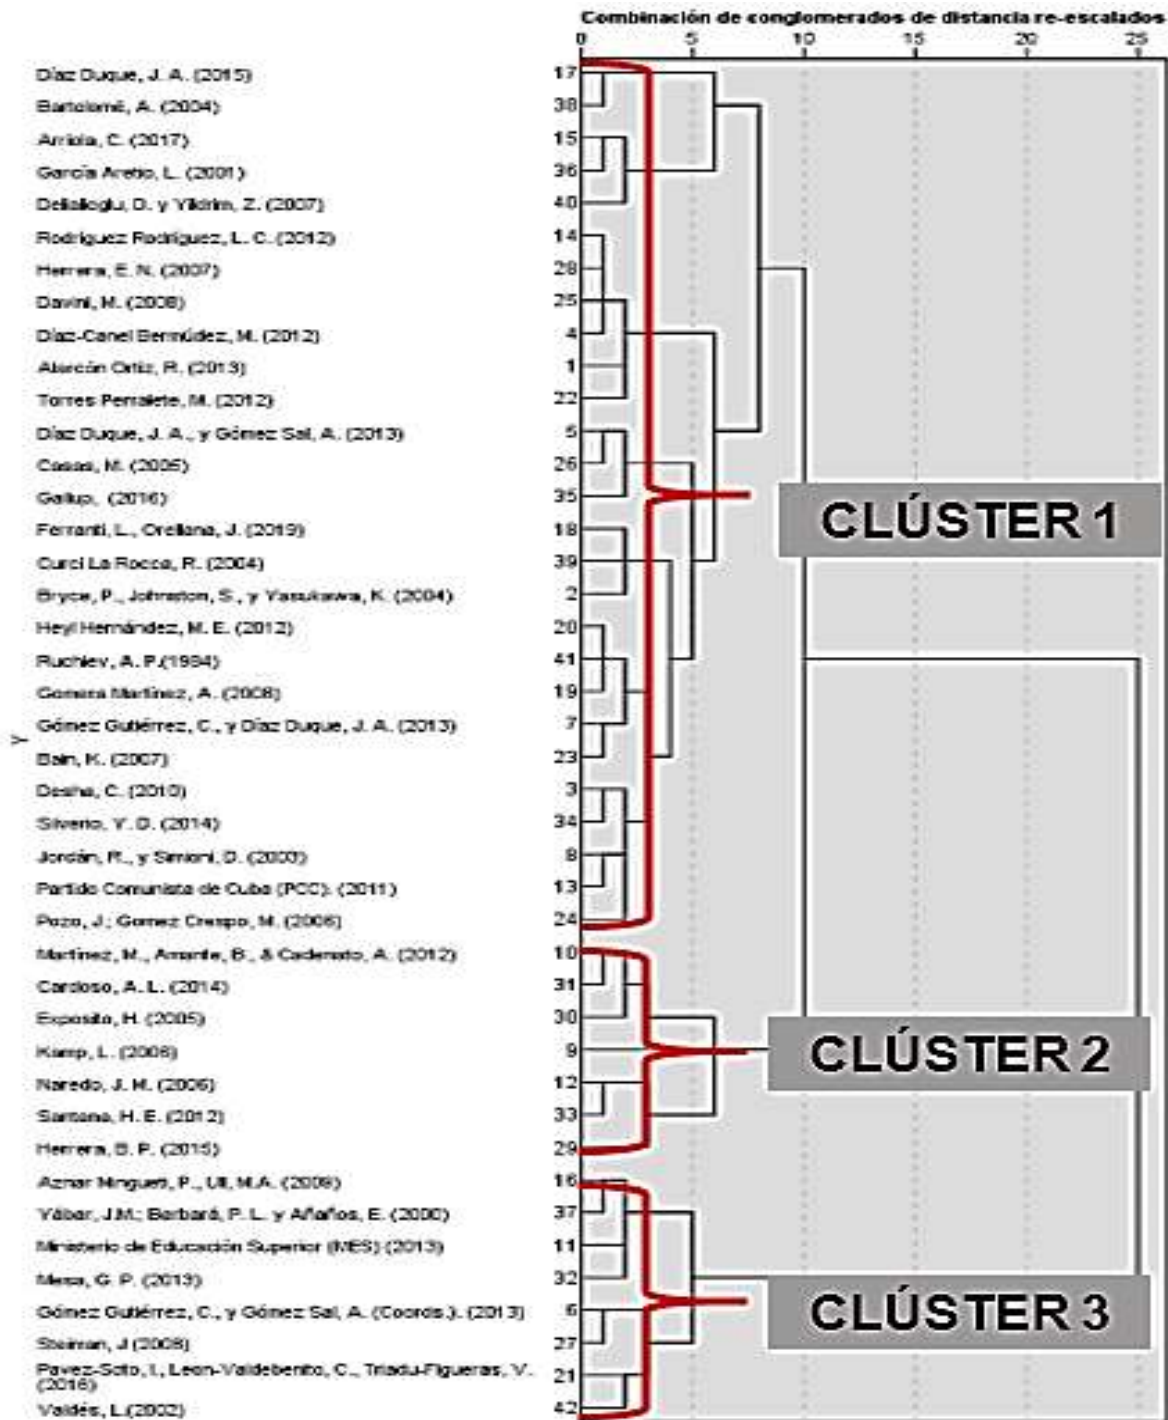 Combinación de conglomerados de distancia re-escalados
0 5 10 15 20 25
Díaz Duque, J. A. (2015) 17
Bartolomé, A. (2004) 38
Arriola, C. (2017) 15
García Aretio, L. (2001) 36
Delialioglu, D. y Yildirim, Z. (2007) 40
Rodríguez Rodríguez, L. C. (2012) 14
Herrera, E. N. (2007) 28
Davini, M. (2008) 25
Díaz-Canel Bermúdez, M. (2012) 4
Alarcón Ortiz, R. (2013) 1
Torres Perralete, M. (2012) 22
Díaz Duque, J. A., y Gómez Sal, A. (2013) 5
Casas, M. (2005) 26
Gallup, (2016) 35
CLÚSTER 1
Ferranti, L., Orellana, J. (2019) 18
Curci La Rocca, R. (2004) 39
Bryce, P., Johnston, S., y Yasukawa, K. (2004) 2
Heyl Hernández, M. E. (2012) 20
Ruchiev, A. P.(1994) 41
Gomera Martínez, A. (2008) 19
Gómez Gutiérrez, C., y Díaz Duque, J. A. (2013) 7
Y
Bain, K. (2007) 23
Desha, C. (2010) 3
Silverio, Y. D. (2014) 34
Jordán, R., y Simioni, D. (2003) 8
Partido Comunista de Cuba (PCC). (2011) 13
Pozo, J.; Gomez Crespo, M. (2006) 24
Martínez, M., Amante, B., & Cadenato, A. (2012) 10
Cardoso, A. L. (2014) 31
Exposito, H. (2005) 30
Kamp, L. (2006) 9
CLÚSTER 2
Naredo, J. M. (2006) 12
Santana, H. E. (2012) 33
Herrera, B. P. (2015) 29
Aznar Minguet, P., Ull, M.A. (2009) 16
Yábar, J.M.; Barbará, P. L. y Añaños, E. (2000) 37
Ministerio de Educación Superior (MES) (2013) 11
Mesa, G. P. (2013) 32
Gómez Gutiérrez, C., y Gómez Sal, A. (Coords.). (2013) 6
CLÚSTER 3
Steiman, J (2008) 27
Pavez-Soto, I., Leon-Valdebenito, C., Triadu-Figueras, V.
(2016) 21
Valdés, L.(2002) 42